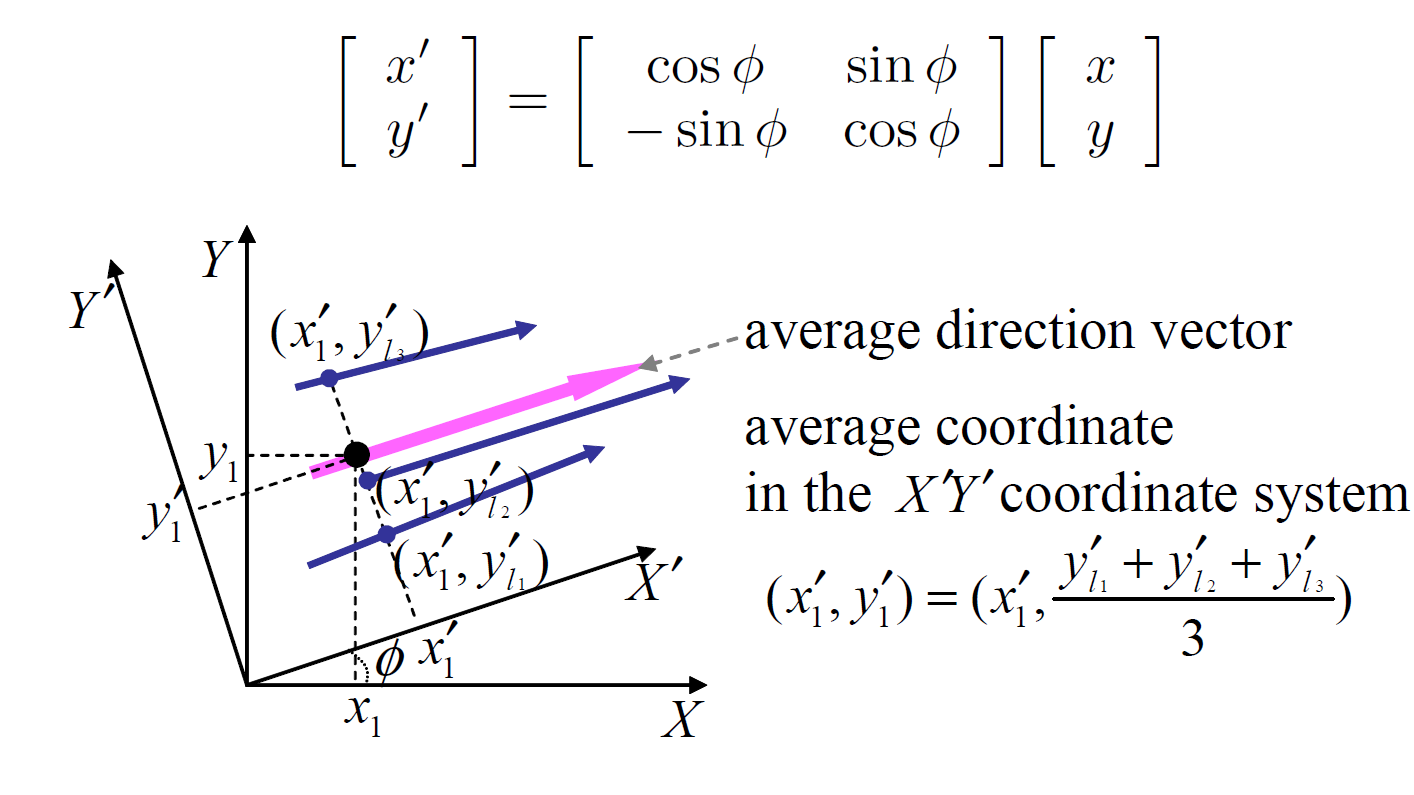 [ x′ ] = [ cos ϕ  sin ϕ ] [ x ]
[ y′ ]   [ − sin ϕ  cos ϕ ] [ y ]
Y
Y′
(x′₁, y′l₃)
average direction vector
average coordinate
in the X′Y′ coordinate system
y₁
(x′₁, y′l₂)
y′₁
(x′₁, y′l₁)
X′
(x′₁, y′₁) = (x′₁, (y′l₁ + y′l₂ + y′l₃) / 3)
ϕ x′₁
x₁
X